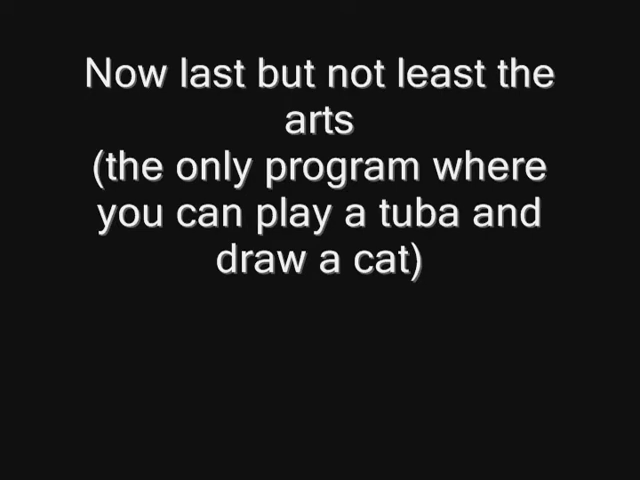 Now last but not least the
arts
(the only program where
you can play a tuba and
draw a cat)